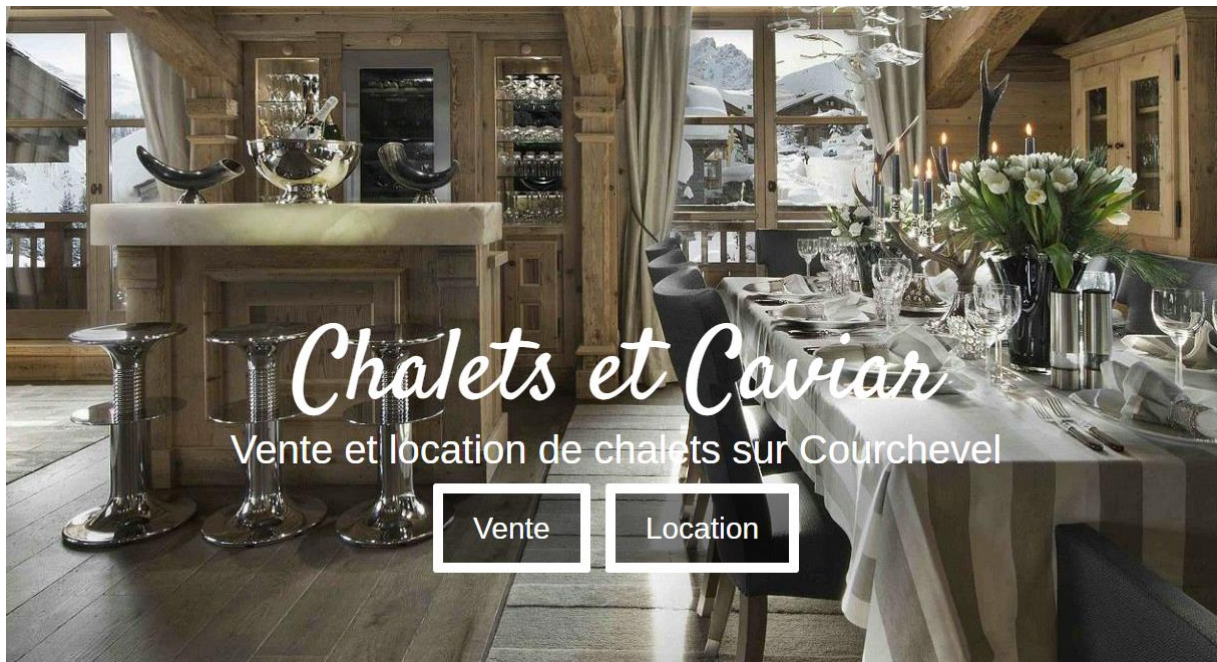 Chalets et Caviar
Vente et location de chalets sur Courchevel
Vente
Location